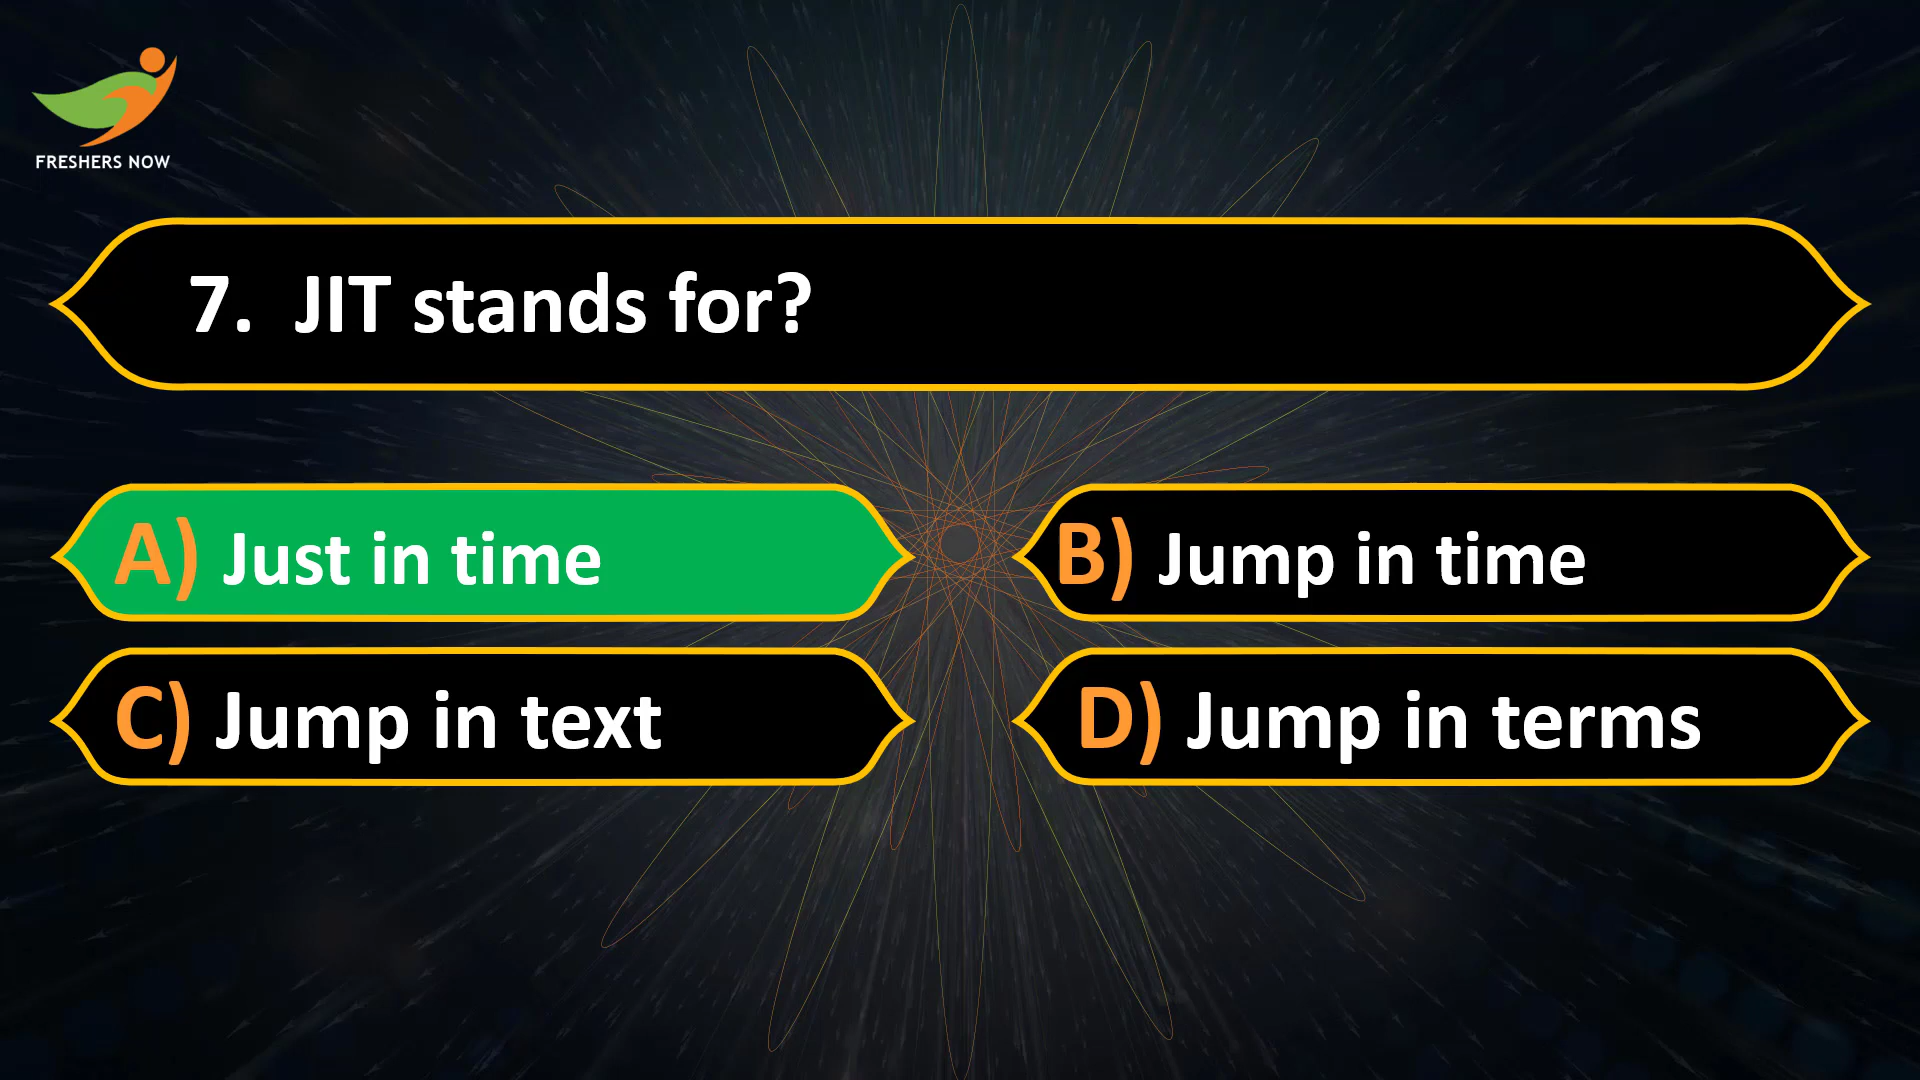 FRESHERS NOW
7. JIT stands for?
A) Just in time
B) Jump in time
C) Jump in text
D) Jump in terms